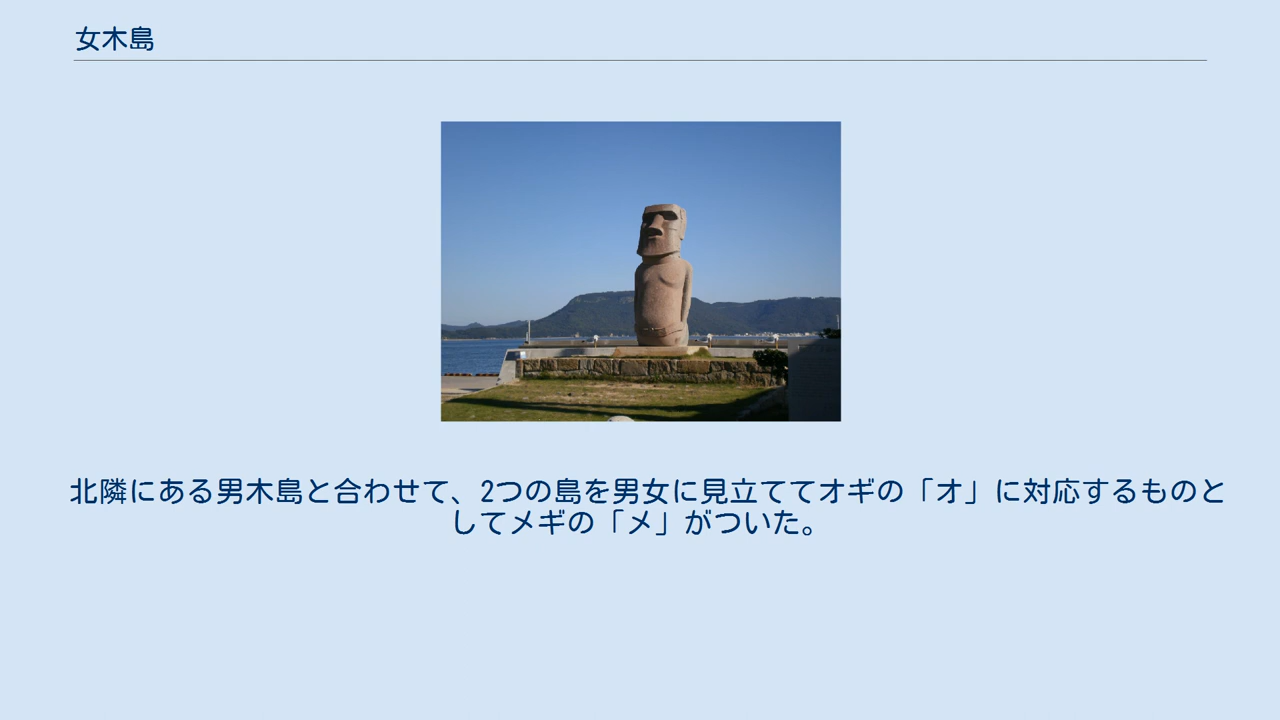 女木島
北隣にある男木島と合わせて、2つの島を男女に見立ててオギの「オ」に対応するものと
してメギの「メ」がついた。